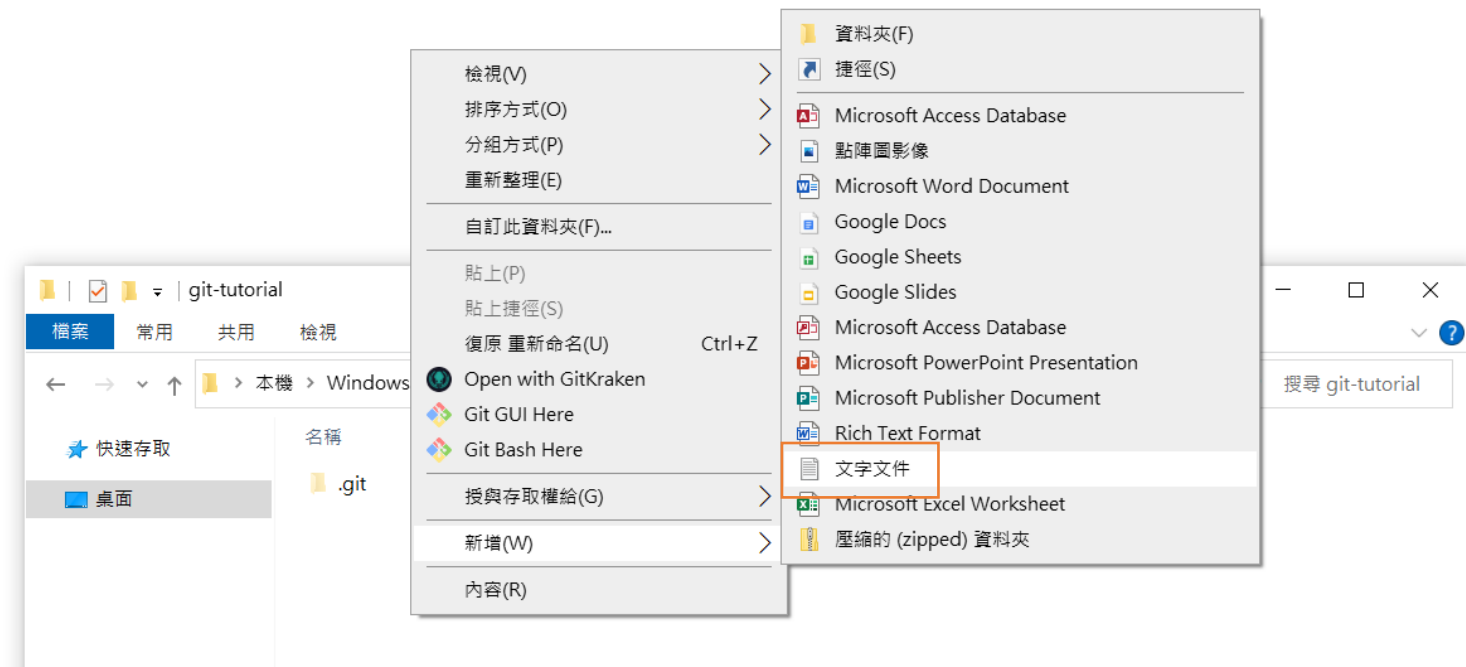 資料夾(F)
捷徑(S)
Microsoft Access Database
點陣圖影像
Microsoft Word Document
Google Docs
Google Sheets
Google Slides
Microsoft Access Database
Microsoft PowerPoint Presentation
Microsoft Publisher Document
Rich Text Format
文字文件
Microsoft Excel Worksheet
壓縮的 (zipped) 資料夾
檢視(V)
排序方式(O)
分組方式(P)
重新整理(E)
自訂此資料夾(F)...
貼上(P)
貼上捷徑(S)
復原 重新命名(U) Ctrl+Z
Open with GitKraken
Git GUI Here
Git Bash Here
授與存取權給(G)
新增(W)
內容(R)
git-tutorial
檔案 常用 共用 檢視
本機 > Windows
搜尋 git-tutorial
快速存取
桌面
名稱
.git